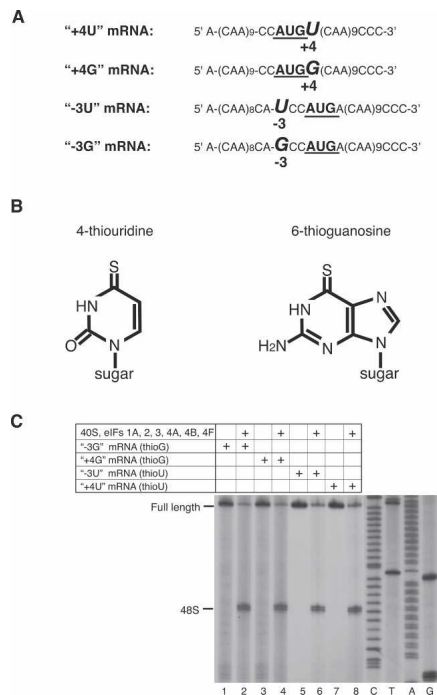 A
"+4U" mRNA: 5' A-(CAA)9-CCAUGU(CAA)9CCC-3'
+4
"+4G" mRNA: 5' A-(CAA)9-CCAUGG(CAA)9CCC-3'
+4
"-3U" mRNA: 5' A-(CAA)8CA-UCCAUGA(CAA)9CCC-3'
-3
"-3G" mRNA: 5' A-(CAA)8CA-GCCAUGA(CAA)9CCC-3'
-3
B
4-thiouridine 6-thioguanosine
S S
HN HN N
O N H2N N N
sugar sugar
C
40S, eIFs 1A, 2, 3, 4A, 4B, 4F + + + +
"-3G" mRNA (thioG) + +
"+4G" mRNA (thioG) + +
"-3U" mRNA (thioU) + +
"+4U" mRNA (thioU) + +
Full length
48S
1 2 3 4 5 6 7 8 C T A G